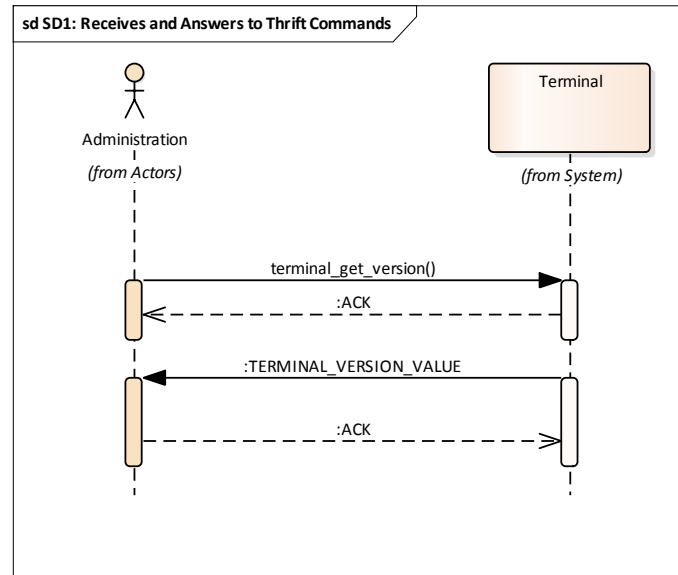 sd SD1: Receives and Answers to Thrift Commands
Terminal
Administration
(from Actors)
(from System)
terminal_get_version()
:ACK
:TERMINAL_VERSION_VALUE
:ACK